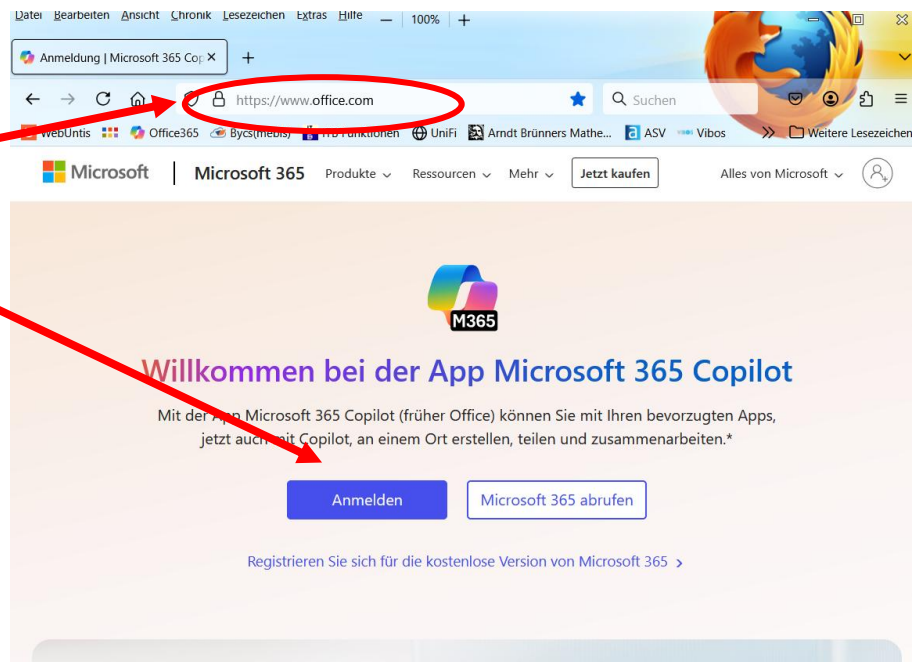 Datei Bearbeiten Ansicht Chronik Lesezeichen Extras Hilfe — 100% +
Anmeldung | Microsoft 365 Cop × +
https://www.office.com Suchen
WebUntis Office365 Bycs(mebis) Funktionen UniFi Arndt Brünners Mathe... ASV Vibos Weitere Lesezeichen
Microsoft | Microsoft 365 Produkte Ressourcen Mehr Jetzt kaufen Alles von Microsoft
M365
Willkommen bei der App Microsoft 365 Copilot
Mit der App Microsoft 365 Copilot (früher Office) können Sie mit Ihren bevorzugten Apps,
jetzt auch mit Copilot, an einem Ort erstellen, teilen und zusammenarbeiten.*
Anmelden Microsoft 365 abrufen
Registrieren Sie sich für die kostenlose Version von Microsoft 365 >